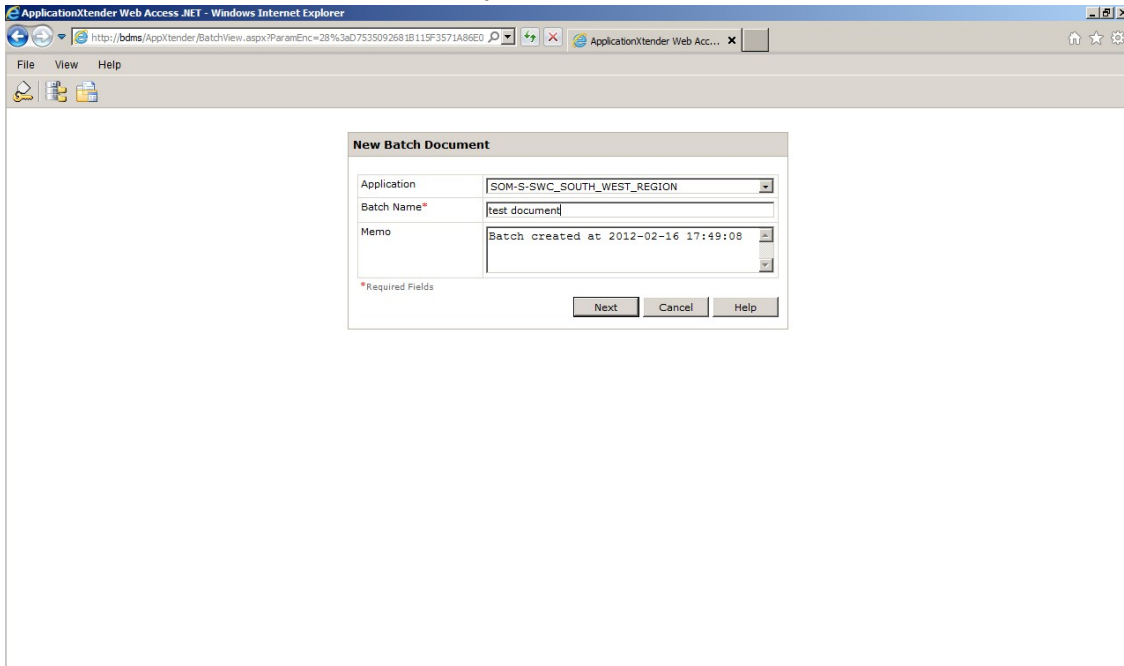 ApplicationXtender Web Access .NET - Windows Internet Explorer
http://bdms/AppXtender/BatchView.aspx?ParamEnc=28%3aD7535092681B115F3571A86E0
ApplicationXtender Web Acc...
File View Help
New Batch Document
Application SOM-S-SWC_SOUTH_WEST_REGION
Batch Name* test document
Memo Batch created at 2012-02-16 17:49:08
*Required Fields
Next Cancel Help